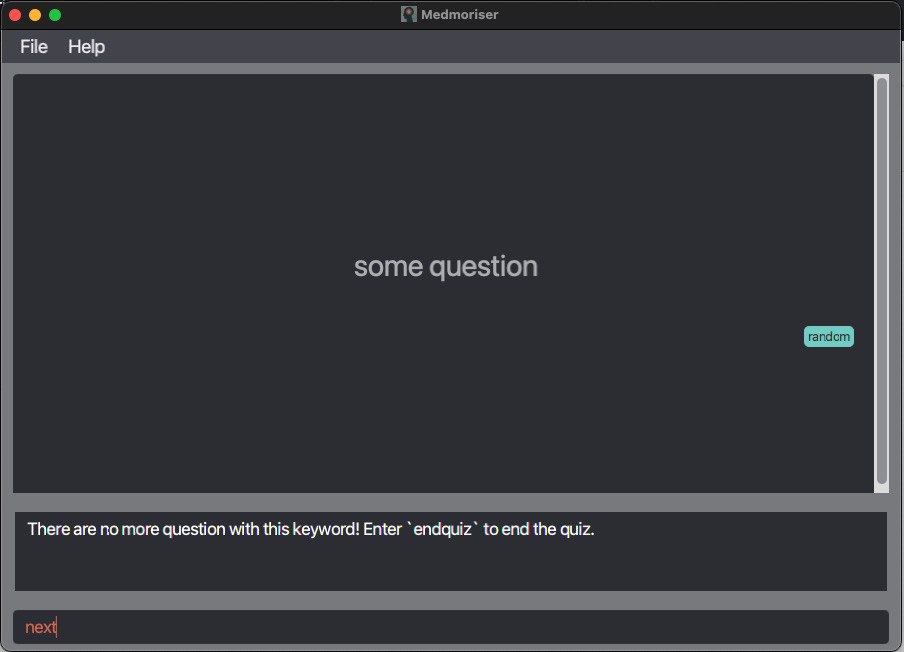 Medmoriser
File Help
some question
random
There are no more question with this keyword! Enter `endquiz` to end the quiz.
next